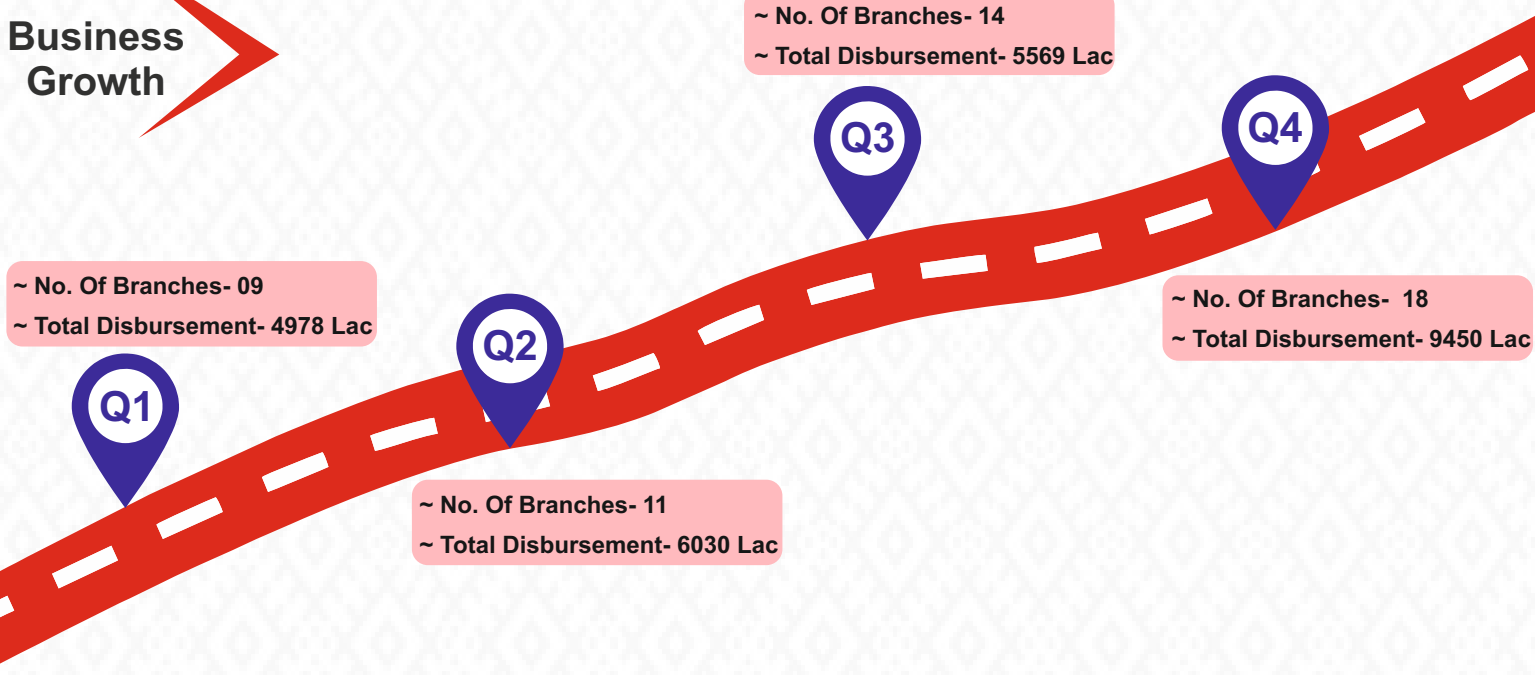 Business
Growth
~ No. Of Branches- 09
~ Total Disbursement- 4978 Lac
Q1
Q2
~ No. Of Branches- 11
~ Total Disbursement- 6030 Lac
~ No. Of Branches- 14
~ Total Disbursement- 5569 Lac
Q3
Q4
~ No. Of Branches- 18
~ Total Disbursement- 9450 Lac